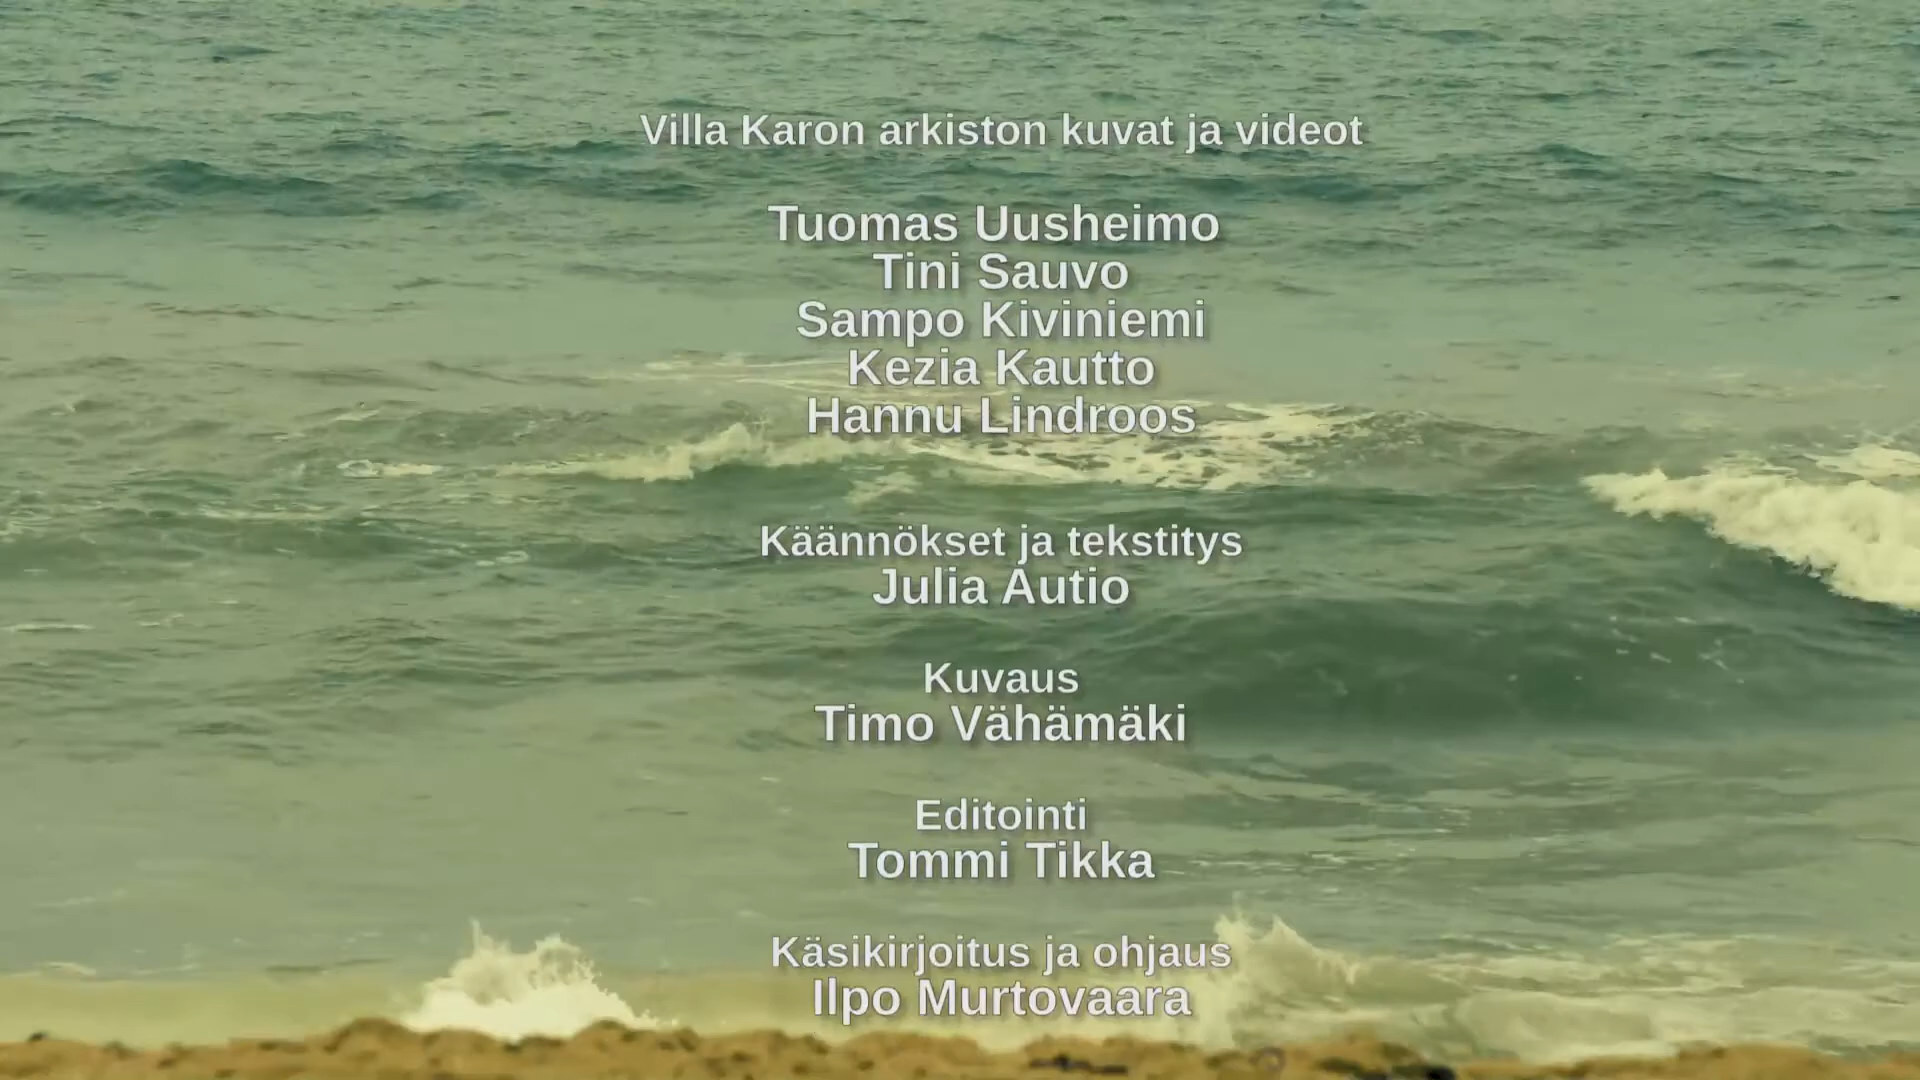 Villa Karon arkiston kuvat ja videot
Tuomas Uusheimo
Tini Sauvo
Sampo Kiviniemi
Kezia Kautto
Hannu Lindroos
Käännökset ja tekstitys
Julia Autio
Kuvaus
Timo Vähämäki
Editointi
Tommi Tikka
Käsikirjoitus ja ohjaus
Ilpo Murtovaara